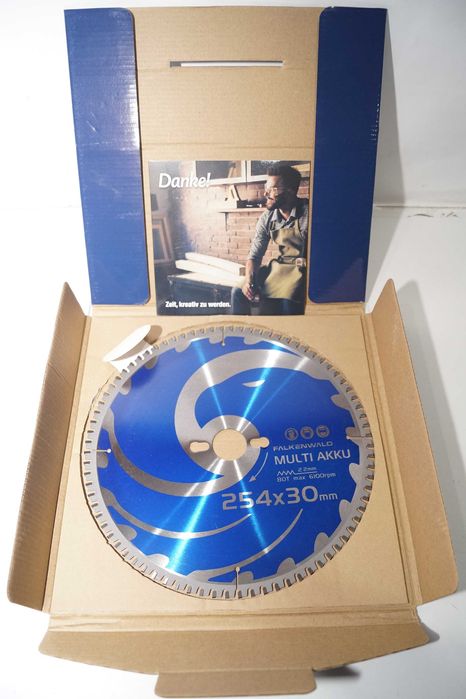 Danke!
Zeit, kreativ zu werden.
FALKENWALD
MULTI AKKU
2.2mm
80T max 6100rpm
254x30mm